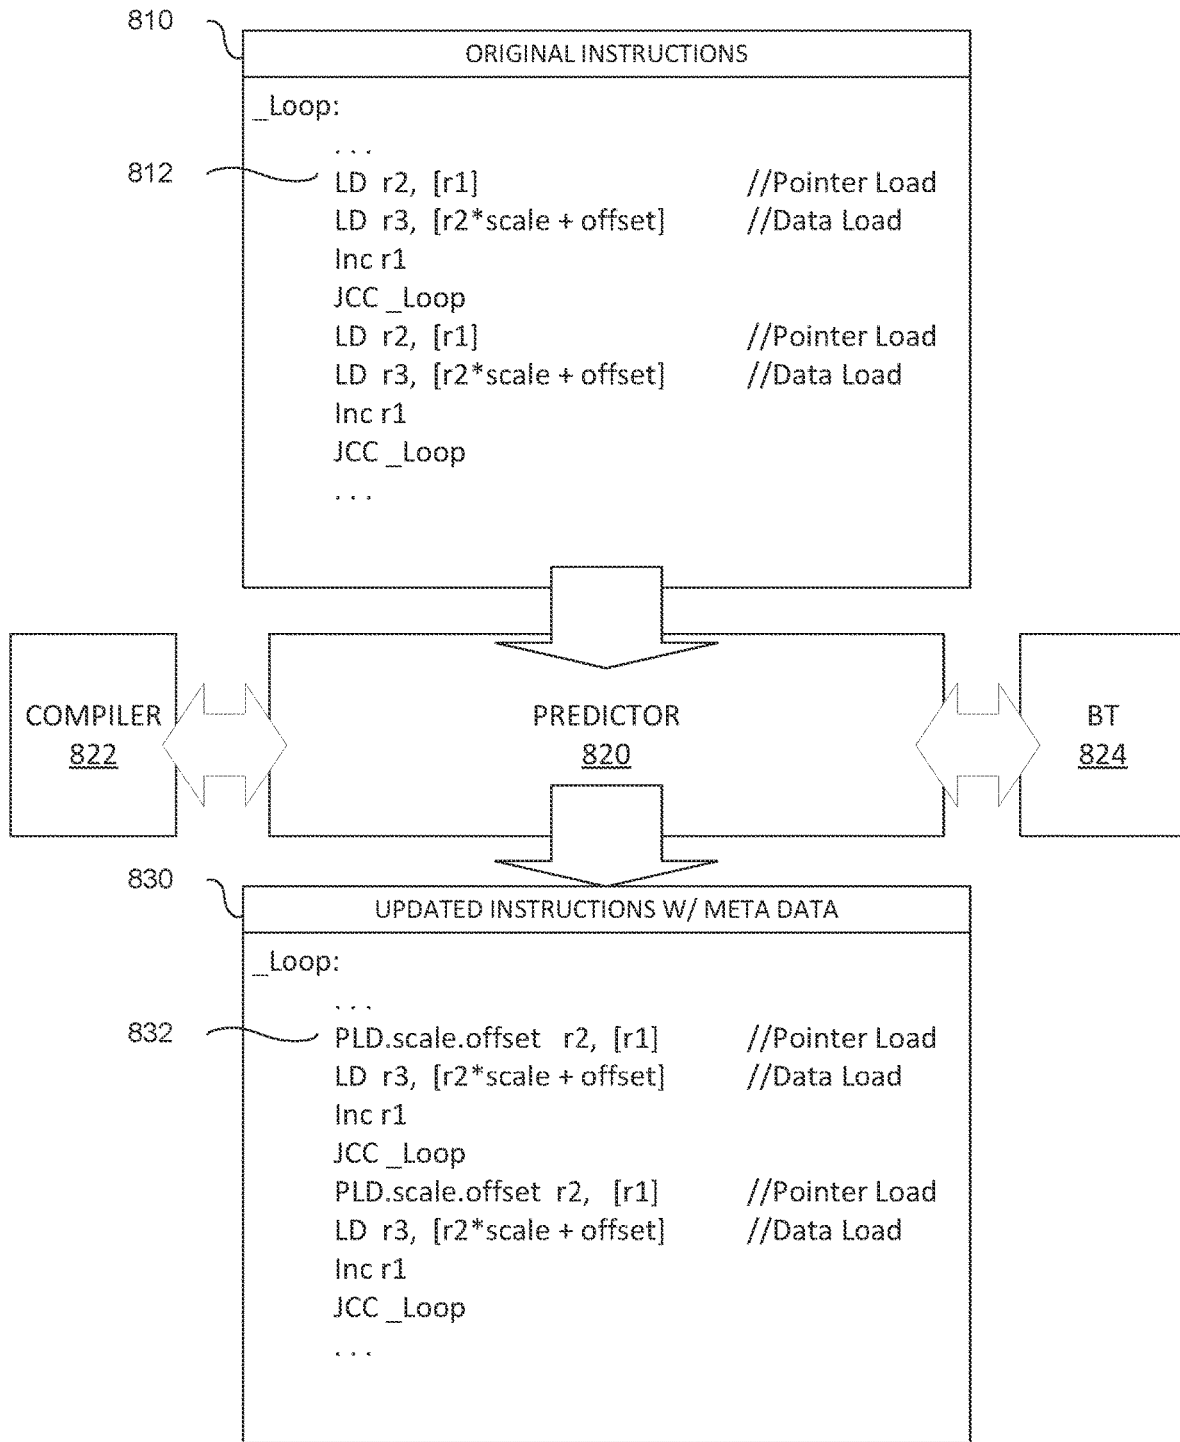 810
ORIGINAL INSTRUCTIONS
_Loop:
. . .
812
LD r2, [r1] //Pointer Load
LD r3, [r2*scale + offset] //Data Load
Inc r1
JCC _Loop
LD r2, [r1] //Pointer Load
LD r3, [r2*scale + offset] //Data Load
Inc r1
JCC _Loop
. . .
COMPILER
822
PREDICTOR
820
BT
824
830
UPDATED INSTRUCTIONS W/ META DATA
_Loop:
. . .
832
PLD.scale.offset r2, [r1] //Pointer Load
LD r3, [r2*scale + offset] //Data Load
Inc r1
JCC _Loop
PLD.scale.offset r2, [r1] //Pointer Load
LD r3, [r2*scale + offset] //Data Load
Inc r1
JCC _Loop
. . .